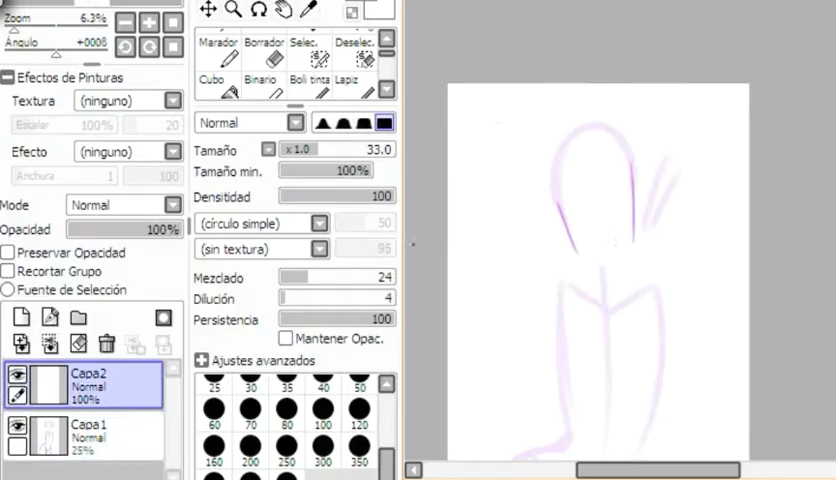 Zoom 6.3%
Ángulo +0008
Efectos de Pinturas
Textura (ninguno)
Escalar 100% 20
Efecto (ninguno)
Anchura 1 100
Mode Normal
Opacidad 100%
Preservar Opacidad
Recortar Grupo
Fuente de Selección
Capa2
Normal
100%
Capa1
Normal
25%
Marador Borrador Selec. Deselec.
Cubo Binario Boli tinta Lapiz
Normal
Tamaño x 1.0 33.0
Tamaño min. 100%
Densitidad 100
(círculo simple) 50
(sin textura) 95
Mezclado 24
Dilución 4
Persistencia 100
Mantener Opac.
Ajustes avanzados
25 30 35 40 50
60 70 80 100 120
160 200 250 300 350